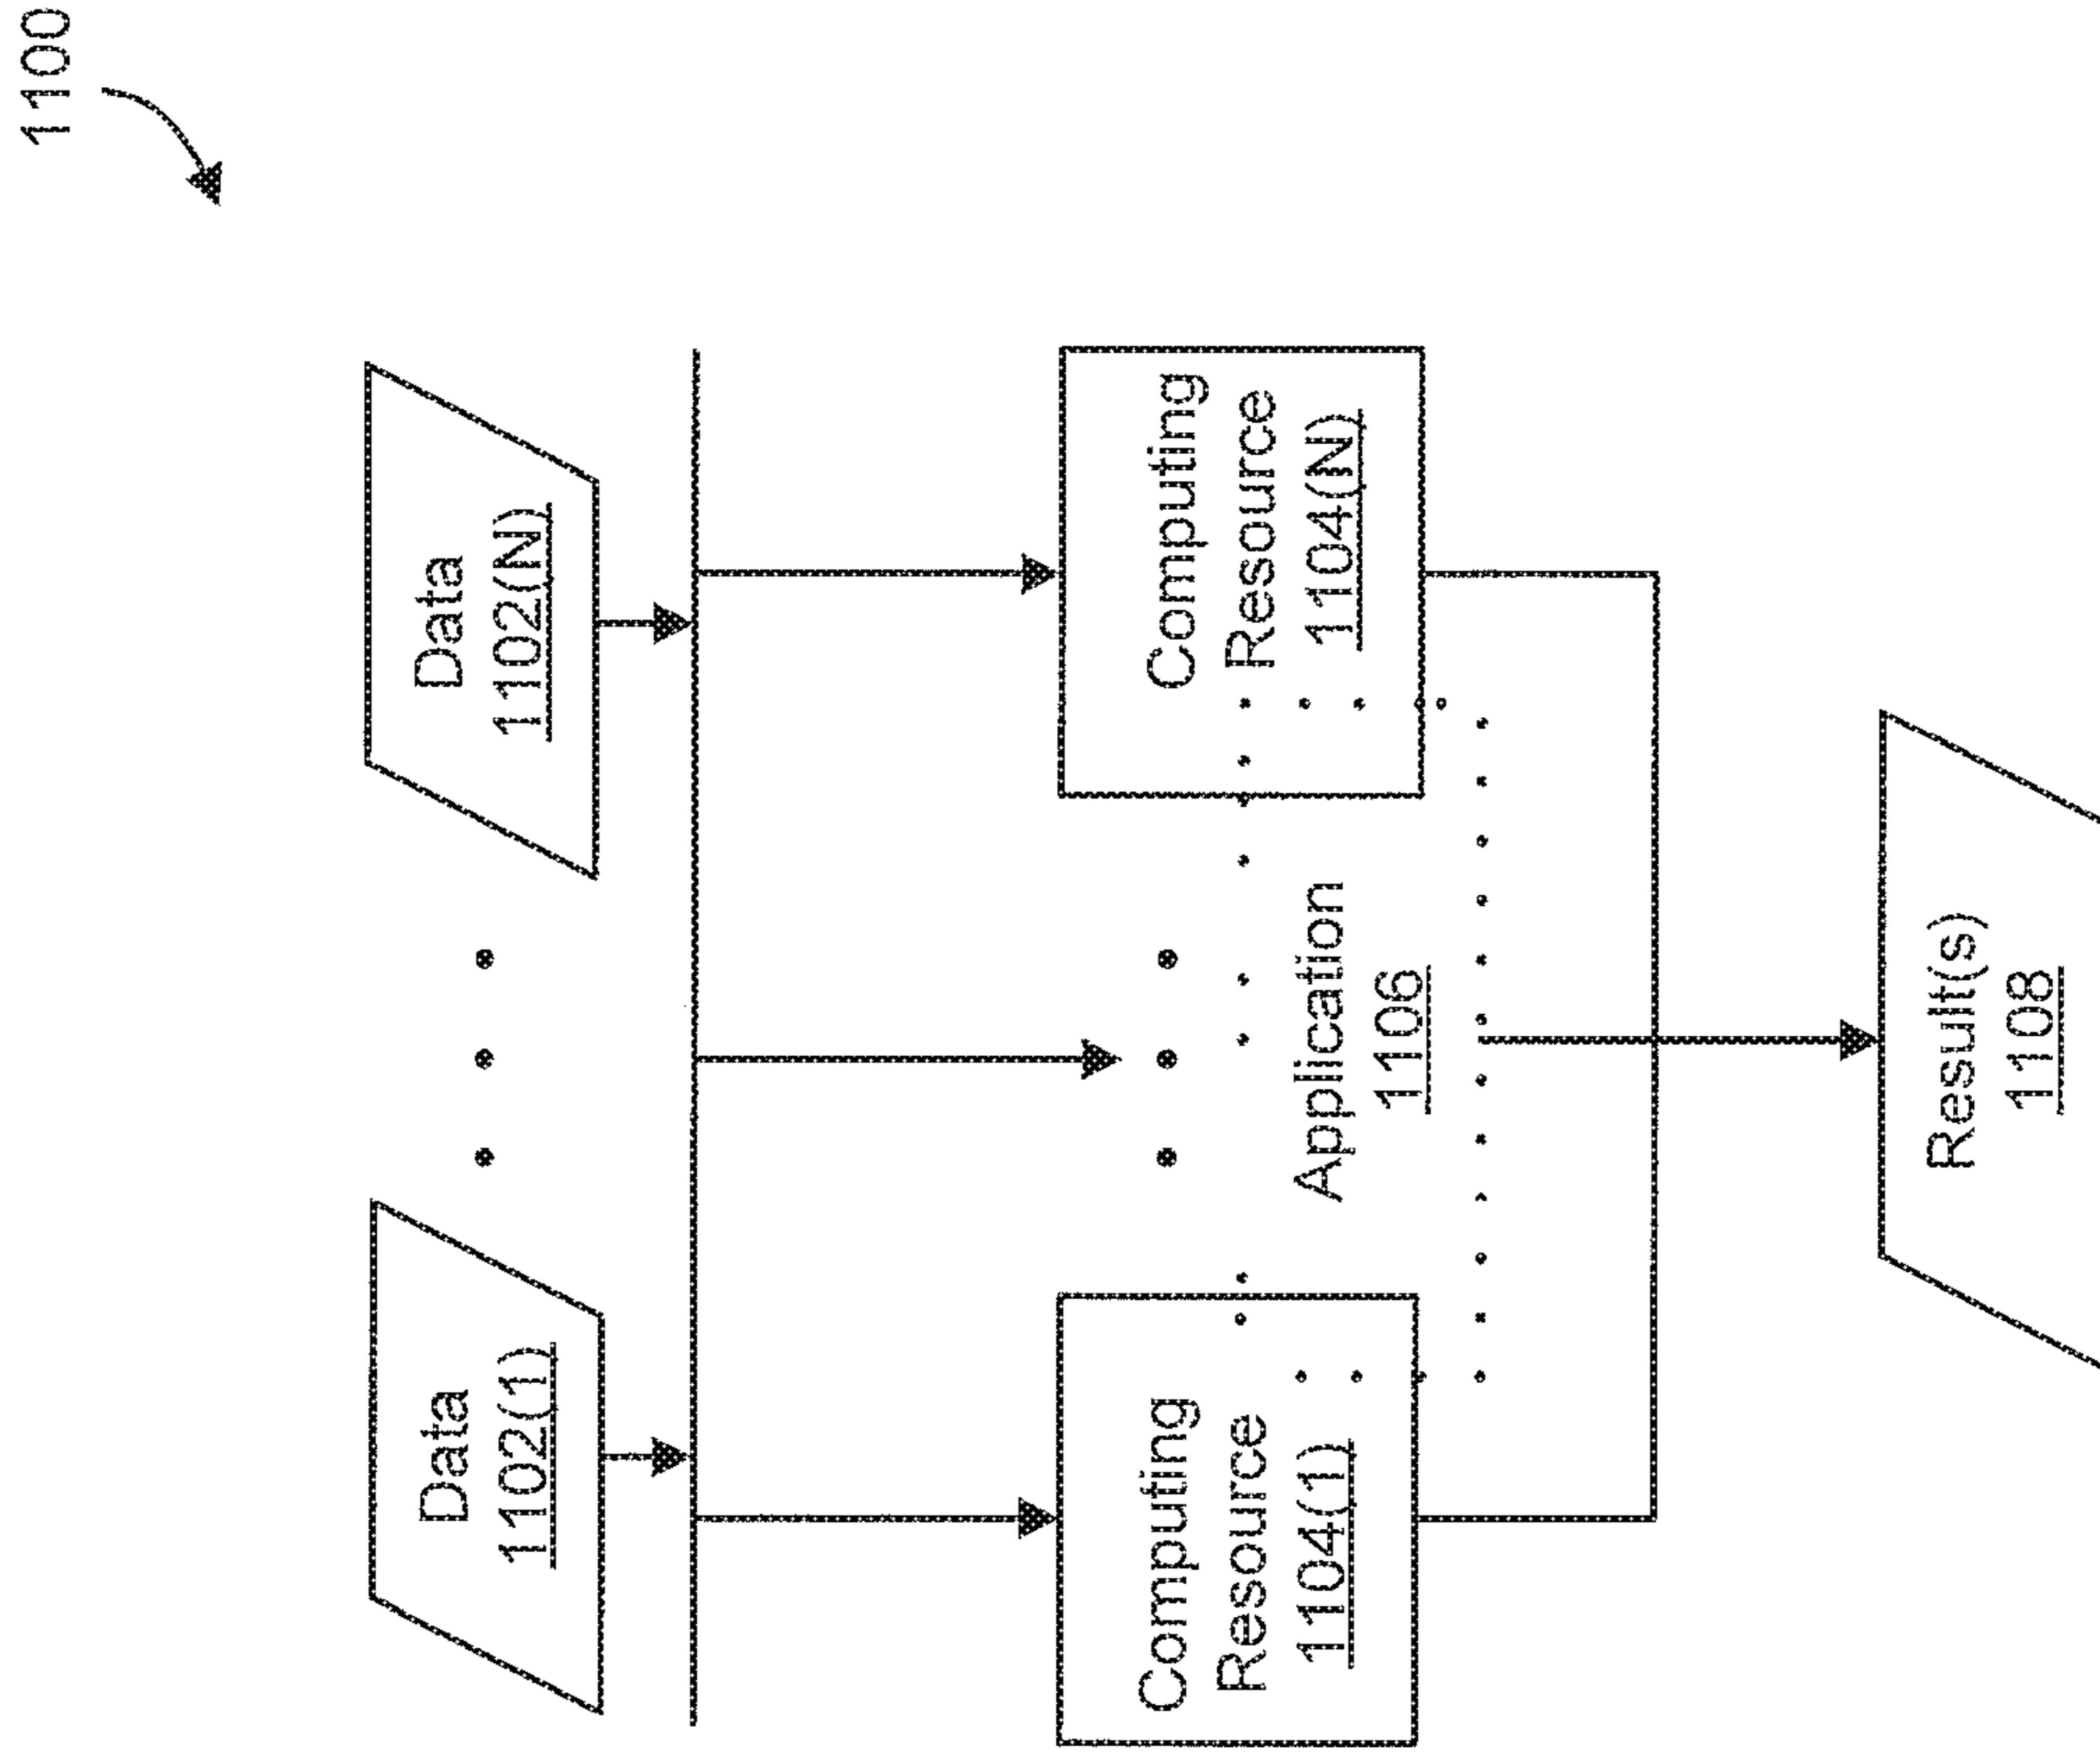 1100
Data
1102(1)
Data
1102(N)
Computing
Resource
1104(1)
Computing
Resource
1104(N)
Application
1106
Result(s)
1108